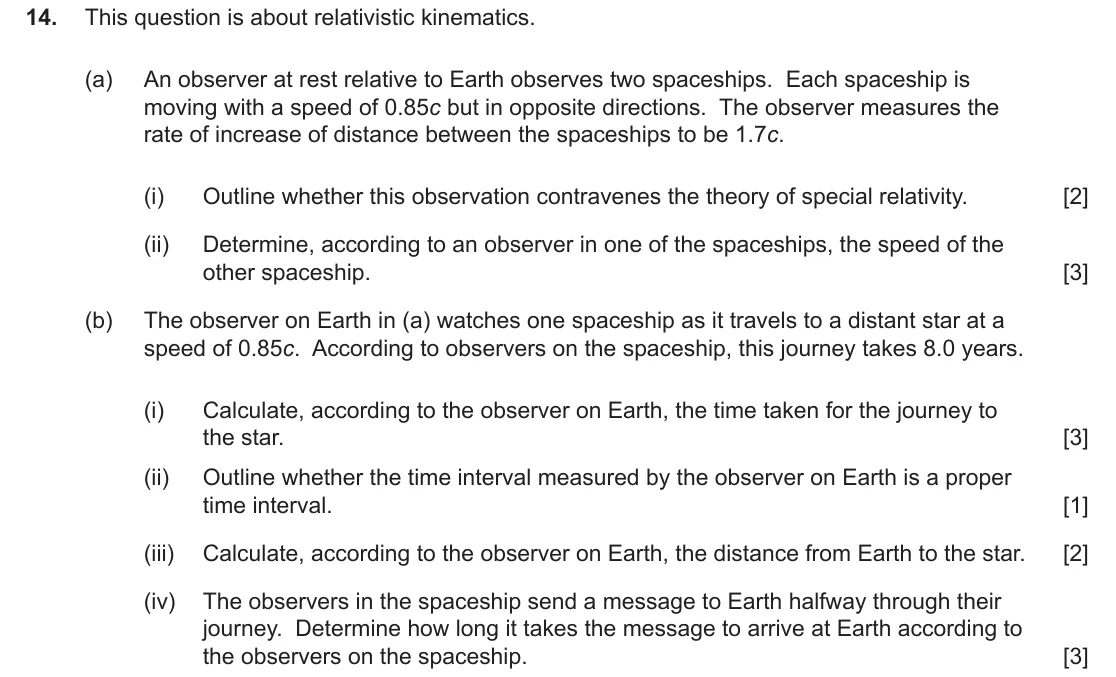 14. This question is about relativistic kinematics.
(a) An observer at rest relative to Earth observes two spaceships. Each spaceship is
moving with a speed of 0.85c but in opposite directions. The observer measures the
rate of increase of distance between the spaceships to be 1.7c.
(i) Outline whether this observation contravenes the theory of special relativity. [2]
(ii) Determine, according to an observer in one of the spaceships, the speed of the
other spaceship. [3]
(b) The observer on Earth in (a) watches one spaceship as it travels to a distant star at a
speed of 0.85c. According to observers on the spaceship, this journey takes 8.0 years.
(i) Calculate, according to the observer on Earth, the time taken for the journey to
the star. [3]
(ii) Outline whether the time interval measured by the observer on Earth is a proper
time interval. [1]
(iii) Calculate, according to the observer on Earth, the distance from Earth to the star. [2]
(iv) The observers in the spaceship send a message to Earth halfway through their
journey. Determine how long it takes the message to arrive at Earth according to
the observers on the spaceship. [3]